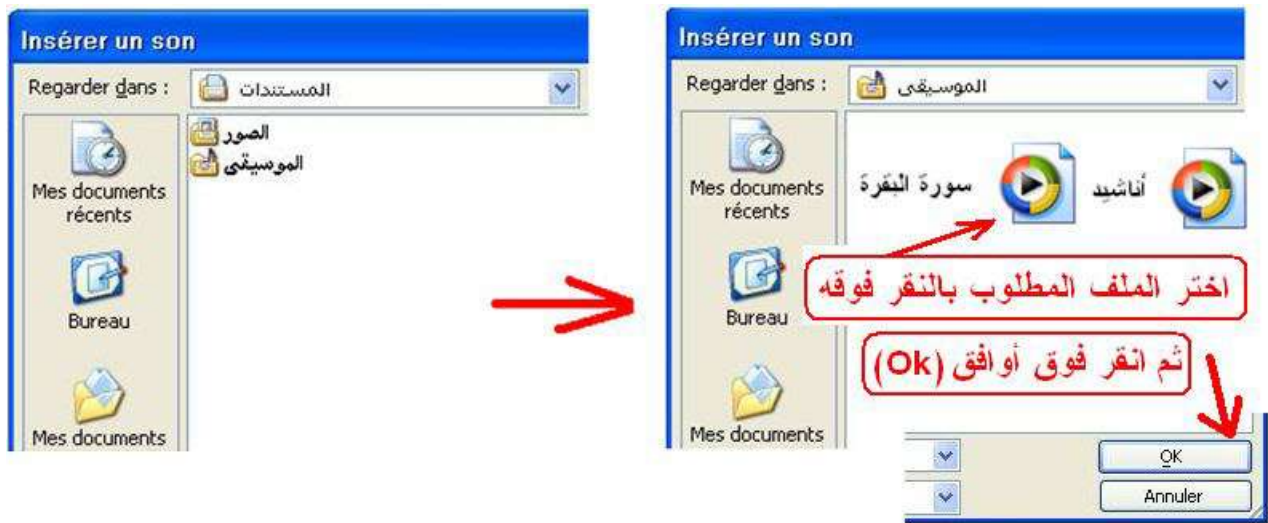 Insérer un son
Regarder dans :
المستندات
الصور
الموسيقى
Mes documents
récents
Bureau
Mes documents
Insérer un son
Regarder dans :
الموسيقى
أناشيد
سورة البقرة
Mes documents
récents
اختر الملف المطلوب بالنقر فوقه
Bureau
ثم انقر فوق أوافق (Ok)
Mes documents
OK
Annuler